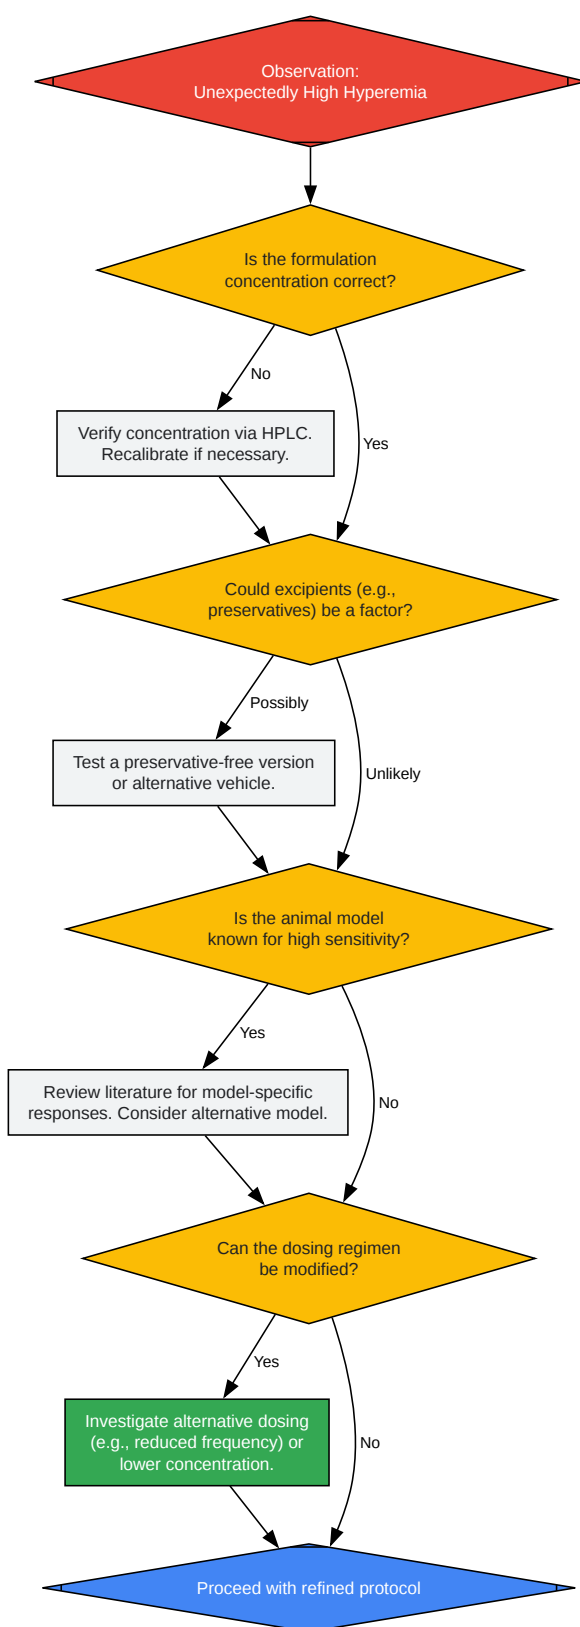 Observation:
Unexpectedly High Hyperemia
Is the formulation
concentration correct?
No
Yes
Verify concentration via HPLC.
Recalibrate if necessary.
Could excipients (e.g.,
preservatives) be a factor?
Possibly
Unlikely
Test a preservative-free version
or alternative vehicle.
Is the animal model
known for high sensitivity?
Yes
No
Review literature for model-specific
responses. Consider alternative model.
Can the dosing regimen
be modified?
Yes
No
Investigate alternative dosing
(e.g., reduced frequency) or
lower concentration.
Proceed with refined protocol